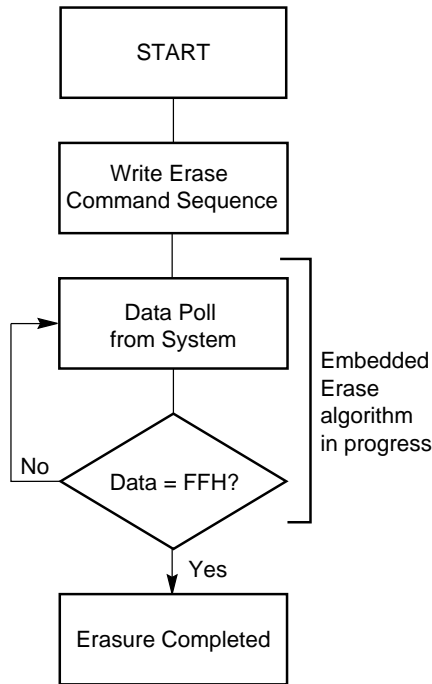 START
Write Erase
Command Sequence
Data Poll
from System
Embedded
Erase
algorithm
in progress
No
Data = FFH?
Yes
Erasure Completed